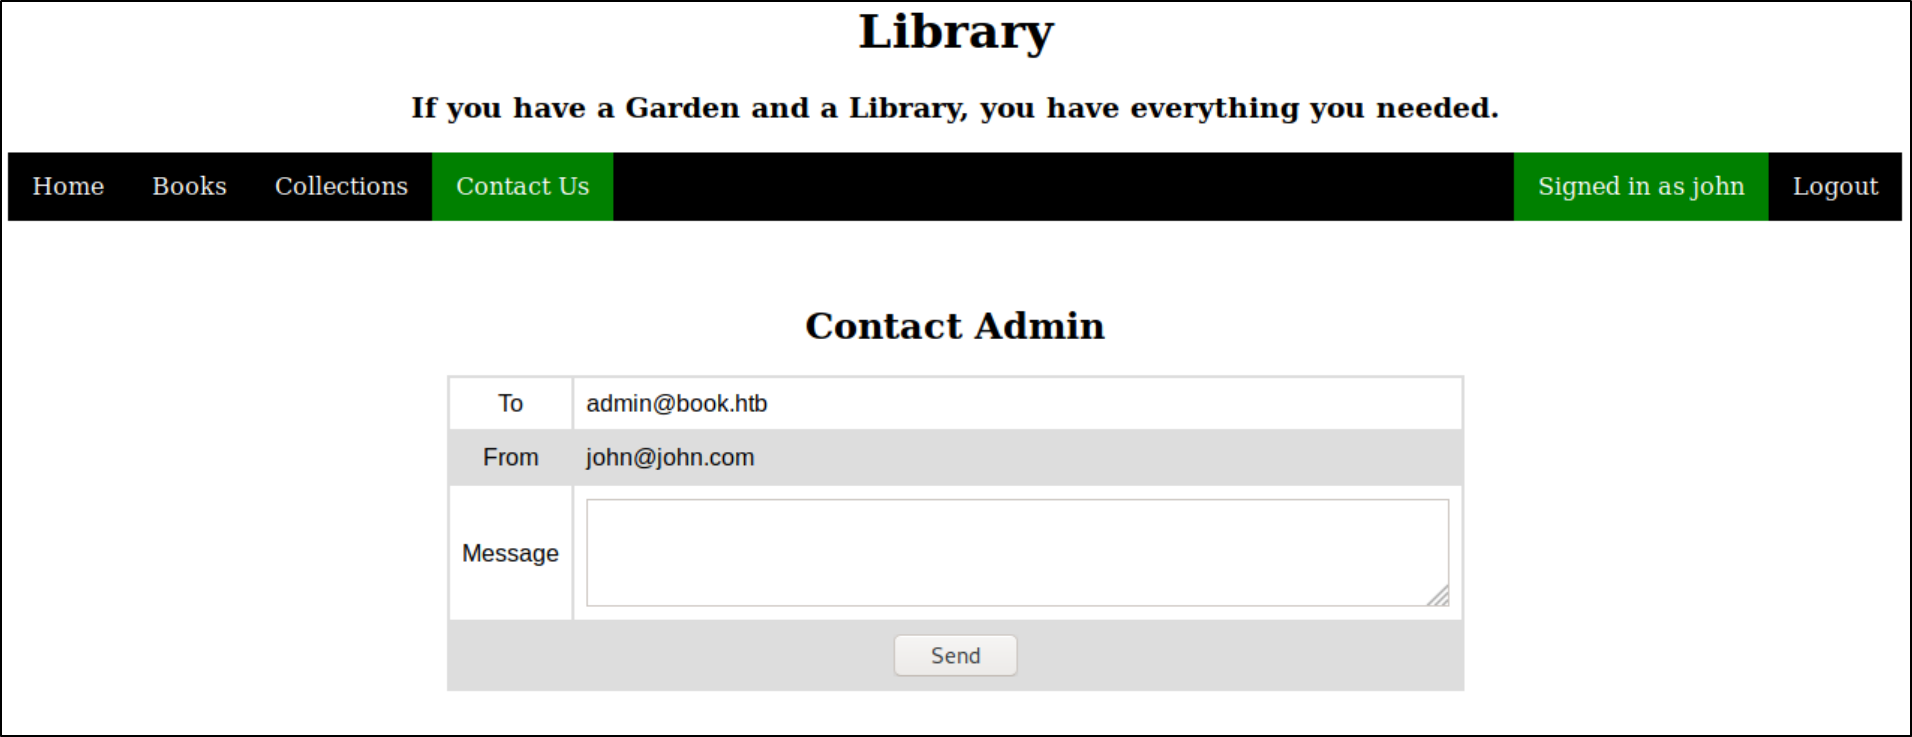 Library
If you have a Garden and a Library, you have everything you needed.
Home Books Collections Contact Us Signed in as john Logout
Contact Admin
To admin@book.htb
From john@john.com
Message
Send